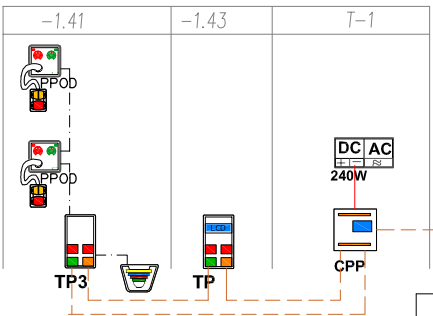 -1.41 -1.43 T-1
PPOD
DC AC
+ - ≈
240W
PPOD
LCD
CPP
TP3 TP